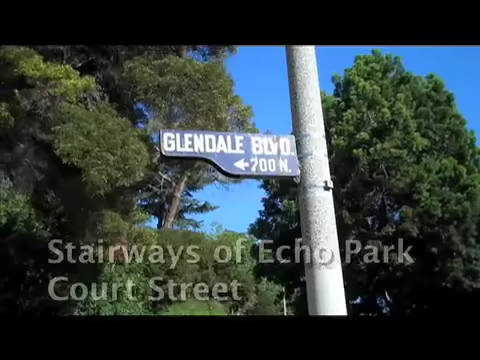 GLENDALE BLVD.
←700 N.
Stairways of Echo Park
Court Street